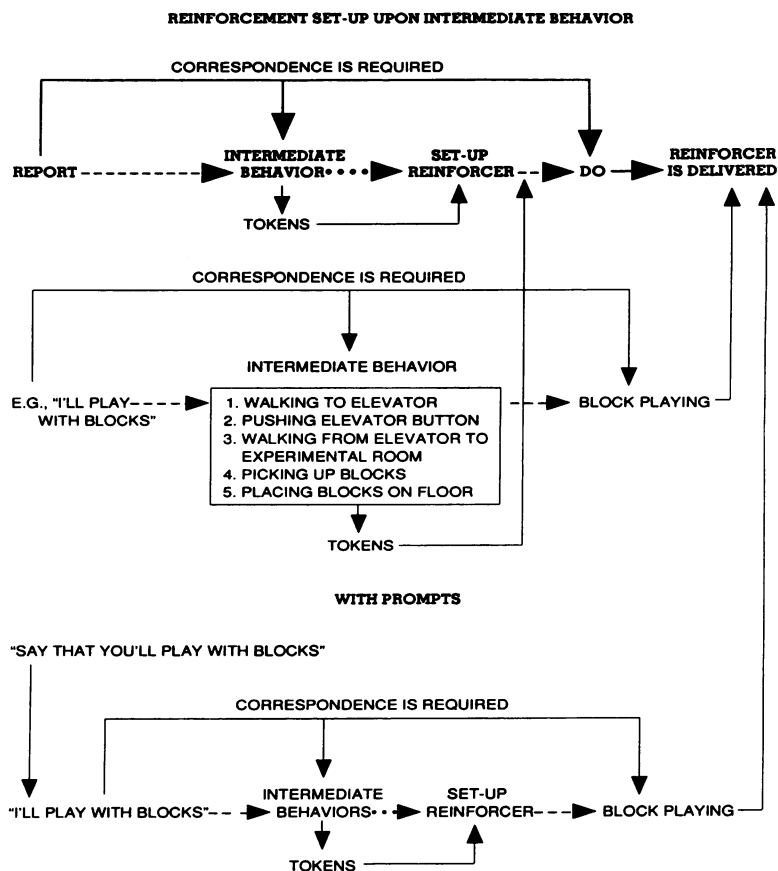 REINFORCEMENT SET-UP UPON INTERMEDIATE BEHAVIOR
CORRESPONDENCE IS REQUIRED
REPORT
INTERMEDIATE
BEHAVIOR
SET-UP
REINFORCER
DO
REINFORCER
IS DELIVERED
TOKENS
CORRESPONDENCE IS REQUIRED
INTERMEDIATE BEHAVIOR
E.G., "I'LL PLAY
WITH BLOCKS"
1. WALKING TO ELEVATOR
2. PUSHING ELEVATOR BUTTON
3. WALKING FROM ELEVATOR TO
EXPERIMENTAL ROOM
4. PICKING UP BLOCKS
5. PLACING BLOCKS ON FLOOR
BLOCK PLAYING
TOKENS
WITH PROMPTS
"SAY THAT YOU'LL PLAY WITH BLOCKS"
CORRESPONDENCE IS REQUIRED
"I'LL PLAY WITH BLOCKS"
INTERMEDIATE
BEHAVIORS
SET-UP
REINFORCER
BLOCK PLAYING
TOKENS